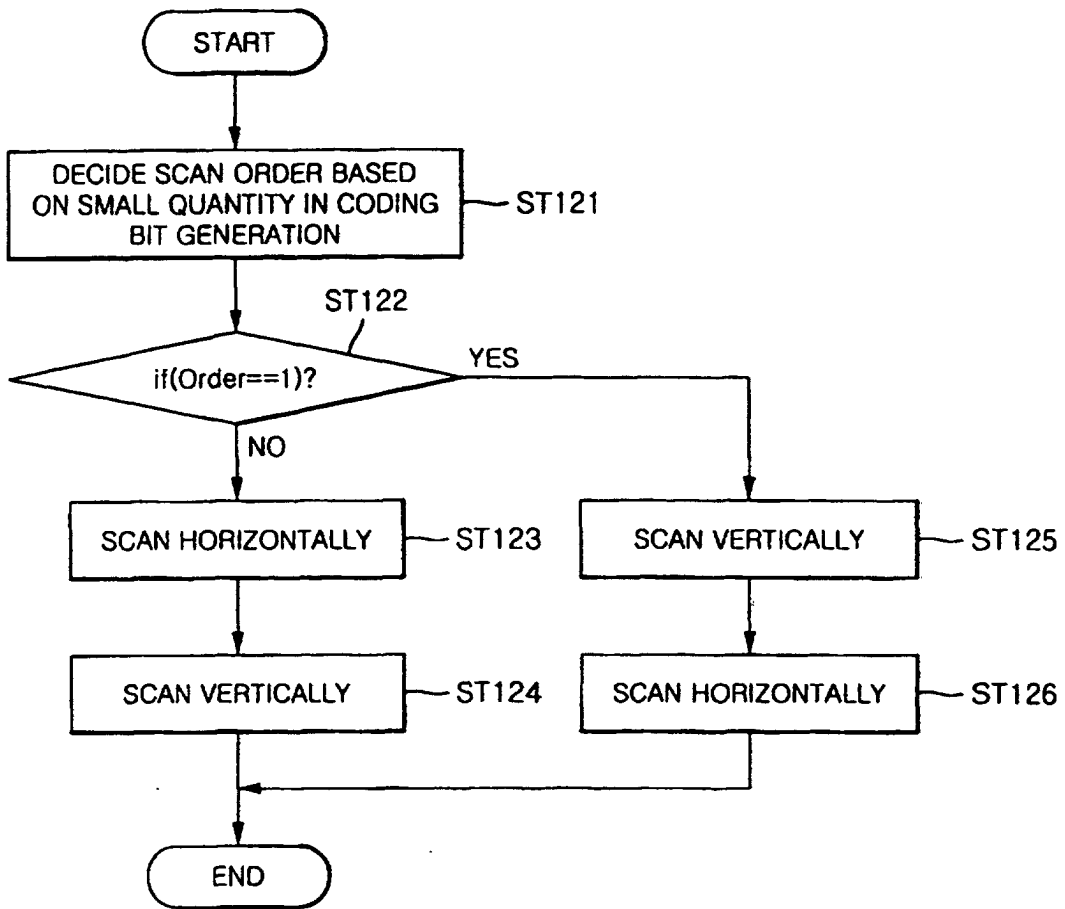 START
DECIDE SCAN ORDER BASED
ON SMALL QUANTITY IN CODING
BIT GENERATION
ST121
ST122
if(Order==1)?
YES
NO
SCAN HORIZONTALLY
ST123
SCAN VERTICALLY
ST125
SCAN VERTICALLY
ST124
SCAN HORIZONTALLY
ST126
END